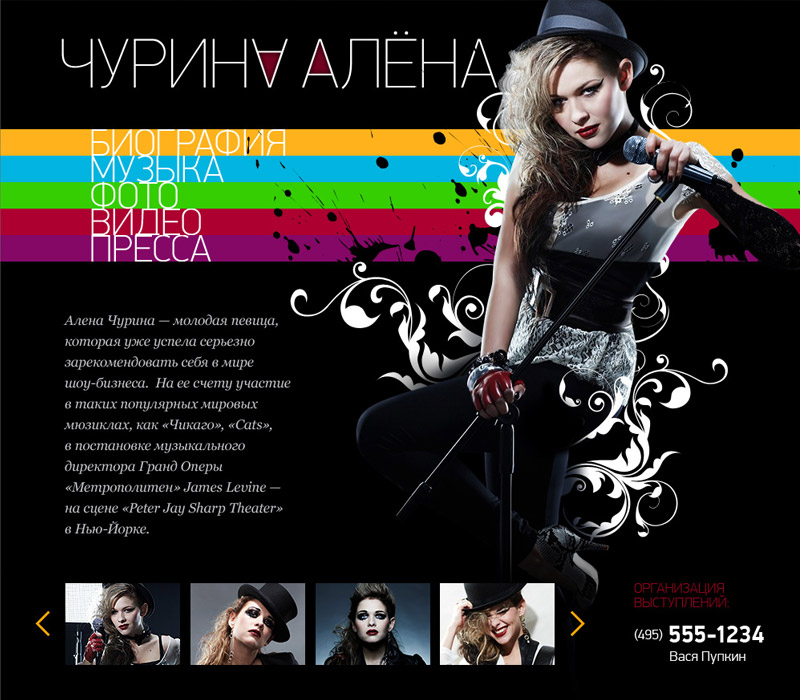 ЧУРИНА АЛЁНА
БИОГРАФИЯ
МУЗЫКА
ФОТО
ВИДЕО
ПРЕССА
Алена Чурина — молодая певица,
которая уже успела серьезно
зарекомендовать себя в мире
шоу-бизнеса. На ее счету участие
в таких популярных мировых
мюзиклах, как «Чикаго», «Cats»,
в постановке музыкального
директора Гранд Оперы
«Метрополитен» James Levine —
на сцене «Peter Jay Sharp Theater»
в Нью-Йорке.
ОРГАНИЗАЦИЯ
ВЫСТУПЛЕНИЙ:
(495) 555-1234
Вася Пупкин